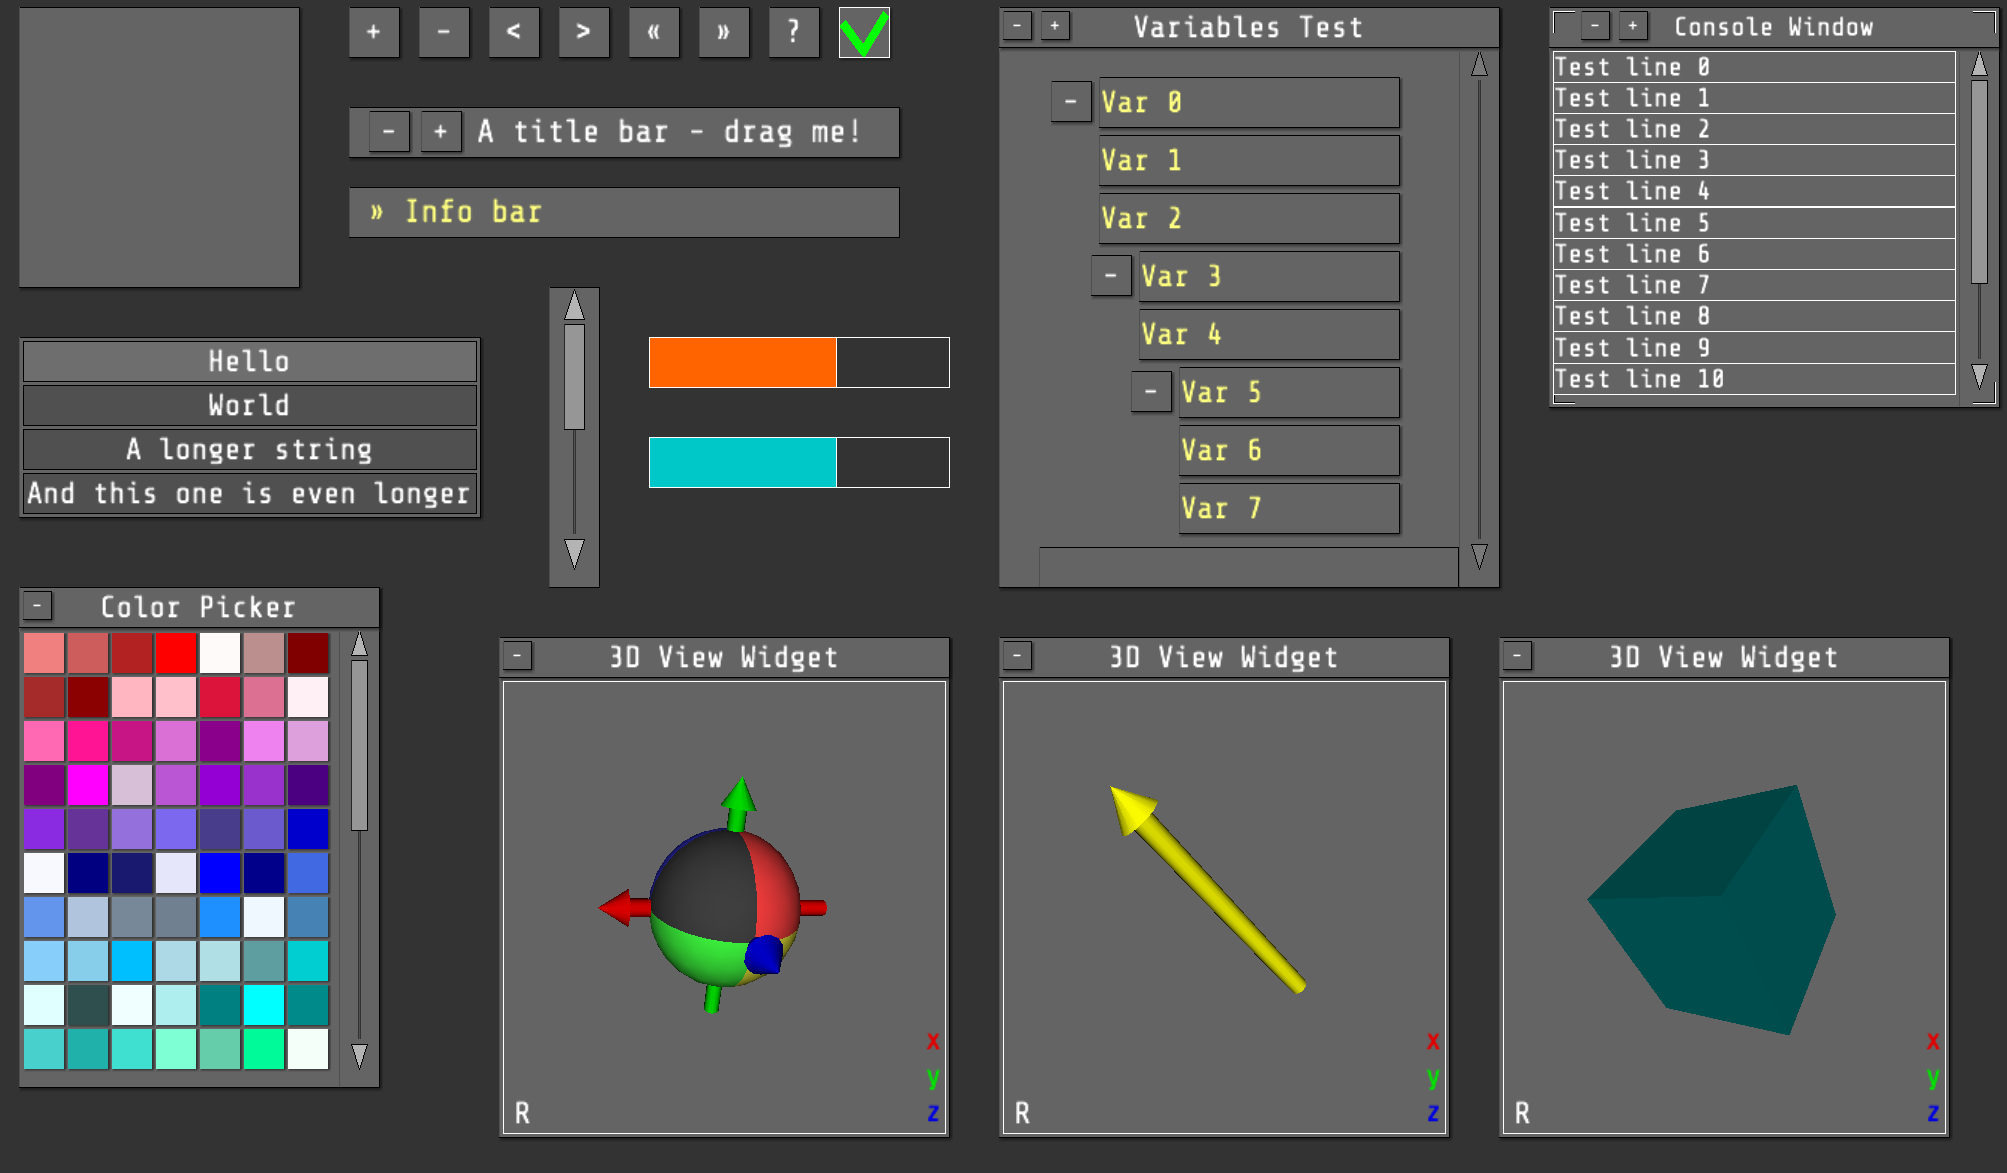 + - < > « » ?
- + A title bar - drag me!
» Info bar
Hello
World
A longer string
And this one is even longer
- + Variables Test
- Var 0
Var 1
Var 2
- Var 3
Var 4
- Var 5
Var 6
Var 7
- + Console Window
Test line 0
Test line 1
Test line 2
Test line 3
Test line 4
Test line 5
Test line 6
Test line 7
Test line 8
Test line 9
Test line 10
- Color Picker
- 3D View Widget
x
y
R z
- 3D View Widget
x
y
R z
- 3D View Widget
x
y
R z